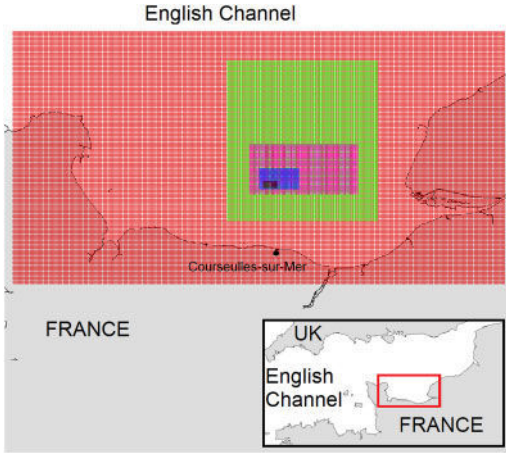 English Channel
Courseulles-sur-Mer
FRANCE
UK
English
Channel
FRANCE